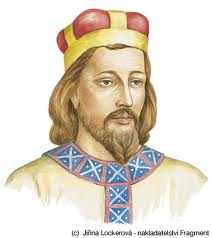 (c) Jiřina Lockerová - nakladatelství Fragment